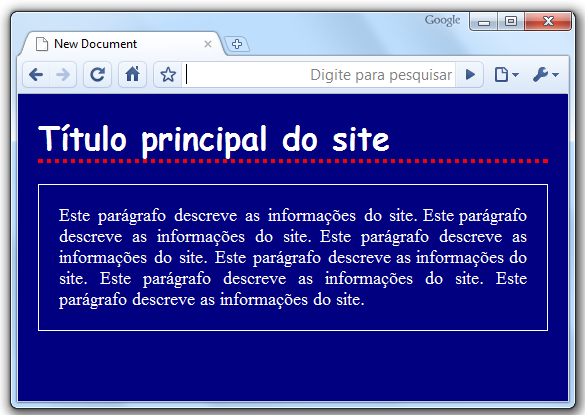 Google
New Document
Digite para pesquisar
Título principal do site
Este parágrafo descreve as informações do site. Este parágrafo
descreve as informações do site. Este parágrafo descreve as
informações do site. Este parágrafo descreve as informações do
site. Este parágrafo descreve as informações do site. Este
parágrafo descreve as informações do site.